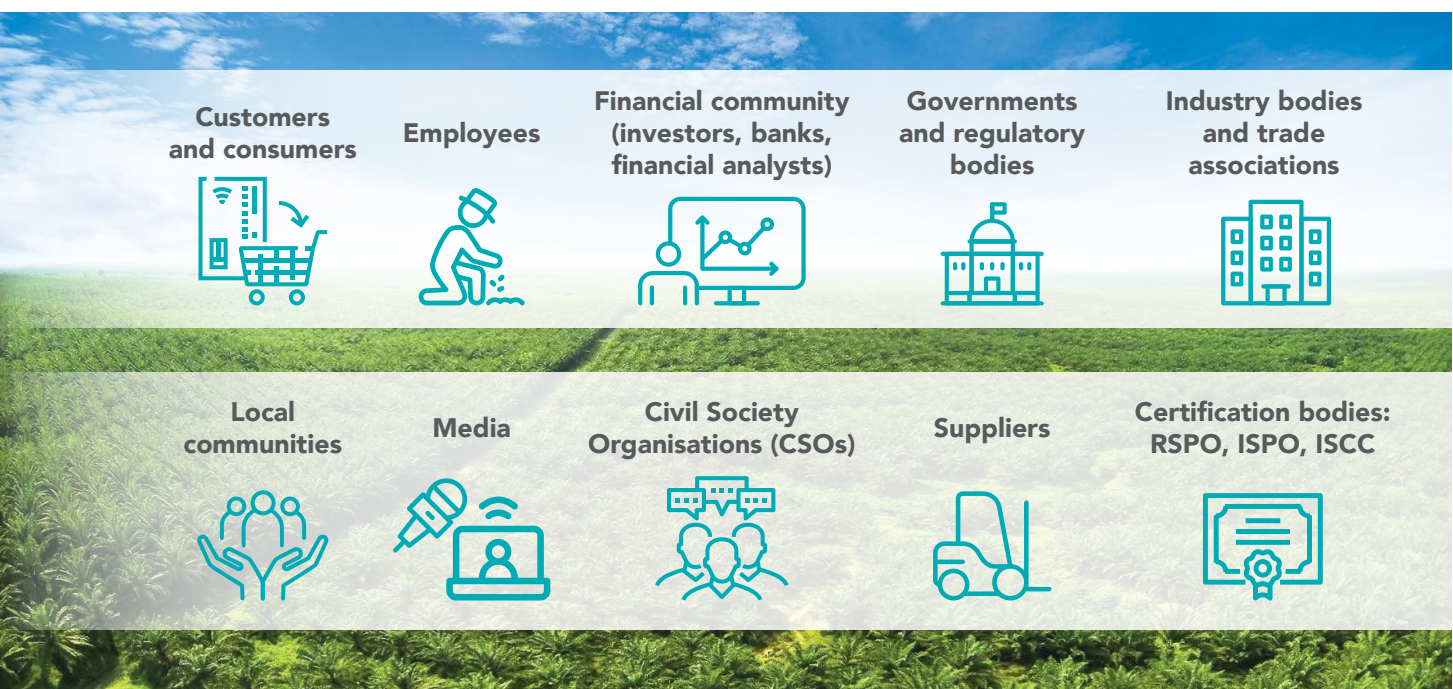 Customers
and consumers
Employees
Financial community
(investors, banks,
financial analysts)
Governments
and regulatory
bodies
Industry bodies
and trade
associations
Local
communities
Media
Civil Society
Organisations (CSOs)
Suppliers
Certification bodies:
RSPO, ISPO, ISCC